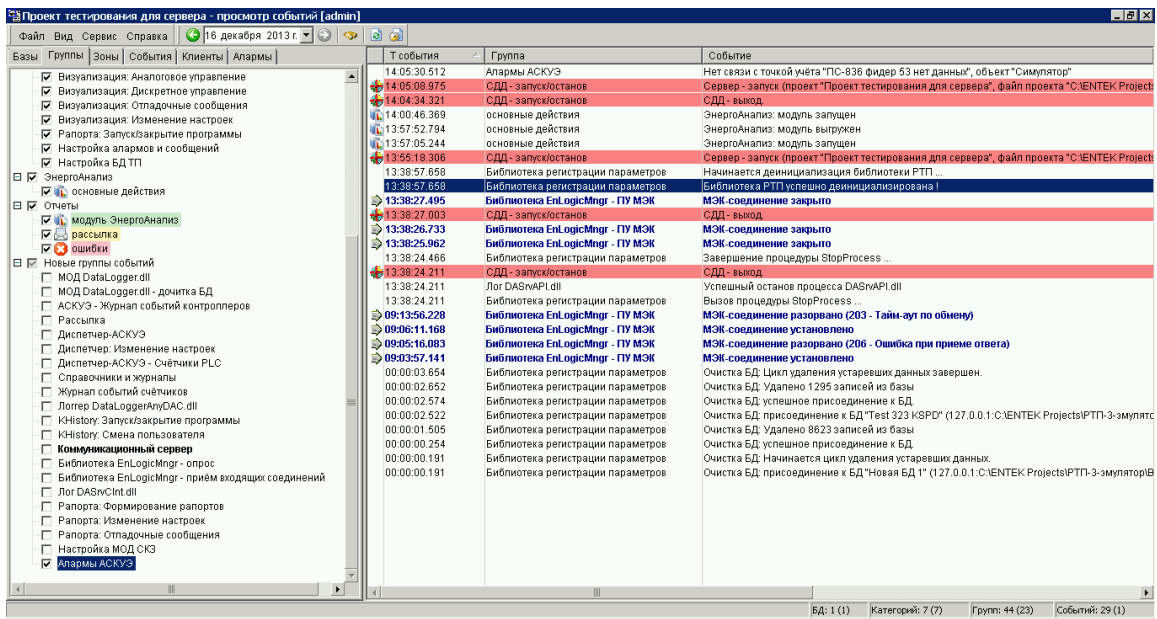 Проект тестирования для сервера - просмотр событий [admin]
Файл Вид Сервис Справка 16 декабря 2013 г.
Базы Группы Зоны События Клиенты Алармы
Визуализация: Аналоговое управление
Визуализация: Дискретное управление
Визуализация: Отладочные сообщения
Визуализация: Изменение настроек
Рапорта: Запуск/закрытие программы
Настройка алармов и сообщений
Настройка БД ТП
ЭнергоАнализ
основные действия
Отчеты
модуль ЭнергоАнализ
рассылка
ошибки
Новые группы событий
МОД DataLogger.dll
МОД DataLogger.dll - дочитка БД
АСКУЭ - Журнал событий контроллеров
Рассылка
Диспетчер-АСКУЭ
Диспетчер: Изменение настроек
Диспетчер-АСКУЭ - Счётчики PLC
Справочники и журналы
Журнал событий счётчиков
Логгер DataLoggerAnyDAC.dll
KHistory: Запуск/закрытие программы
KHistory: Смена пользователя
Коммуникационный сервер
Библиотека EnLogicMngr - опрос
Библиотека EnLogicMngr - приём входящих соединений
Лог DASrvClnt.dll
Рапорта: Формирование рапортов
Рапорта: Изменение настроек
Рапорта: Отладочные сообщения
Настройка МОД СКЗ
Алармы АСКУЭ
Т события Группа Событие
14:05:30.512 Алармы АСКУЭ Нет связи с точкой учёта "ПС-836 фидер 53 нет данных", объект "Симулятор"
14:05:08.975 СДД - запуск/останов Сервер - запуск (проект "Проект тестирования для сервера", файл проекта "C:\ENTEK Projects
14:04:34.321 СДД - запуск/останов СДД - выход.
14:00:46.369 основные действия ЭнергоАнализ: модуль запущен
13:57:52.794 основные действия ЭнергоАнализ: модуль выгружен
13:57:05.244 основные действия ЭнергоАнализ: модуль запущен
13:55:18.306 СДД - запуск/останов Сервер - запуск (проект "Проект тестирования для сервера", файл проекта "C:\ENTEK Projects
13:38:57.658 Библиотека регистрации параметров Начинается деинициализация библиотеки РТП ...
13:38:57.658 Библиотека регистрации параметров Библиотека РТП успешно деинициализирована !
13:38:27.495 Библиотека EnLogicMngr - ПУ МЭК МЭК-соединение закрыто
13:38:27.003 СДД - запуск/останов СДД - выход.
13:38:26.733 Библиотека EnLogicMngr - ПУ МЭК МЭК-соединение закрыто
13:38:25.962 Библиотека EnLogicMngr - ПУ МЭК МЭК-соединение закрыто
13:38:24.466 Библиотека регистрации параметров Завершение процедуры StopProcess ...
13:38:24.211 СДД - запуск/останов СДД - выход.
13:38:24.211 Лог DASrvAPI.dll Успешный останов процесса DASrvAPI.dll
13:38:24.211 Библиотека регистрации параметров Вызов процедуры StopProcess ...
09:13:56.228 Библиотека EnLogicMngr - ПУ МЭК МЭК-соединение разорвано (203 - Тайм-аут по обмену)
09:06:11.168 Библиотека EnLogicMngr - ПУ МЭК МЭК-соединение установлено
09:05:16.083 Библиотека EnLogicMngr - ПУ МЭК МЭК-соединение разорвано (206 - Ошибка при приеме ответа)
09:03:57.141 Библиотека EnLogicMngr - ПУ МЭК МЭК-соединение установлено
00:00:03.654 Библиотека регистрации параметров Очистка БД: Цикл удаления устаревших данных завершен.
00:00:02.654 Библиотека регистрации параметров Очистка БД: Удалено 1295 записей из базы
00:00:02.574 Библиотека регистрации параметров Очистка БД: успешное присоединение к БД.
00:00:02.522 Библиотека регистрации параметров Очистка БД: присоединение к БД "Test 323 KSPD" (127.0.0.1:C:\ENTEK Projects\РТП-3-эмулято
00:00:01.505 Библиотека регистрации параметров Очистка БД: Удалено 8623 записей из базы
00:00:00.254 Библиотека регистрации параметров Очистка БД: успешное присоединение к БД.
00:00:00.191 Библиотека регистрации параметров Очистка БД: Начинается цикл удаления устаревших данных.
00:00:00.191 Библиотека регистрации параметров Очистка БД: присоединение к БД "Новая БД 1" (127.0.0.1:C:\ENTEK Projects\РТП-3-эмулятор\B
БД: 1 (1) Категорий: 7 (7) Групп: 44 (23) Событий: 29 (1)